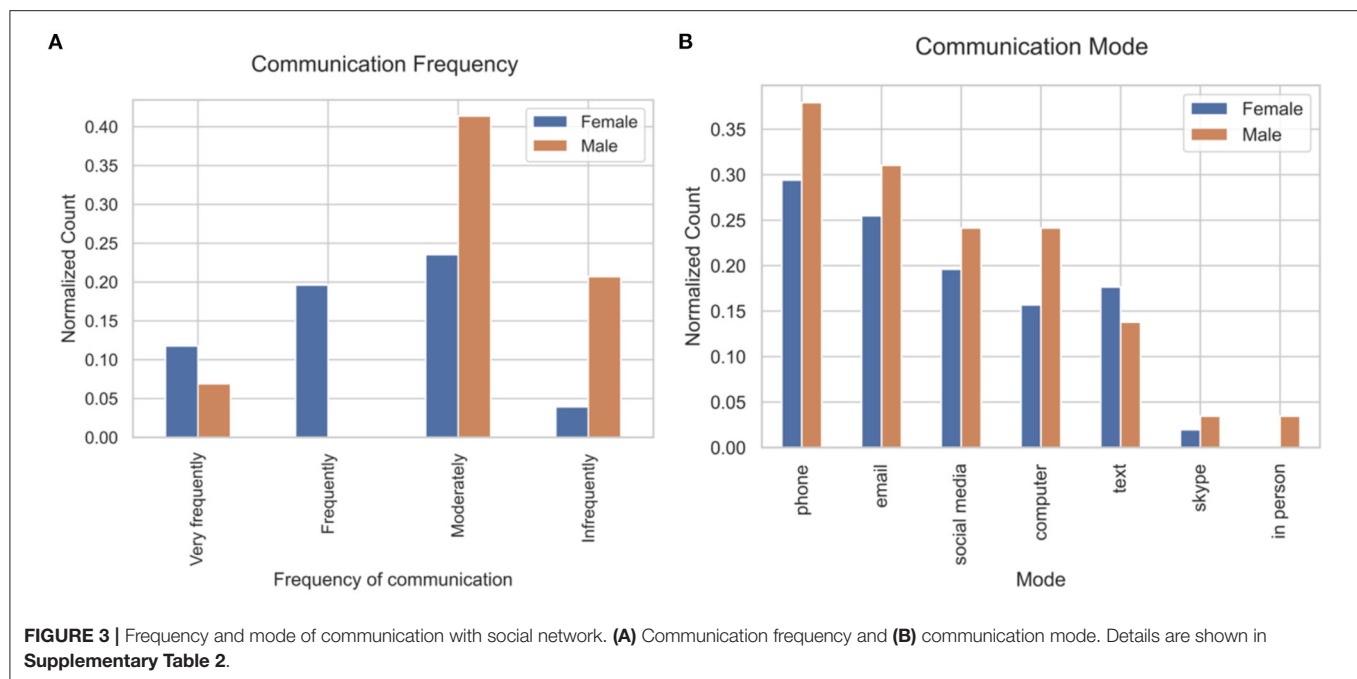 A
Communication Frequency
Female
Male
Normalized Count
0.40
0.35
0.30
0.25
0.20
0.15
0.10
0.05
0.00
Very frequently
Frequently
Moderately
Infrequently
Frequency of communication
B
Communication Mode
Female
Male
Normalized Count
0.35
0.30
0.25
0.20
0.15
0.10
0.05
0.00
phone
email
social media
computer
text
skype
in person
Mode
FIGURE 3 | Frequency and mode of communication with social network. (A) Communication frequency and (B) communication mode. Details are shown in
Supplementary Table 2.